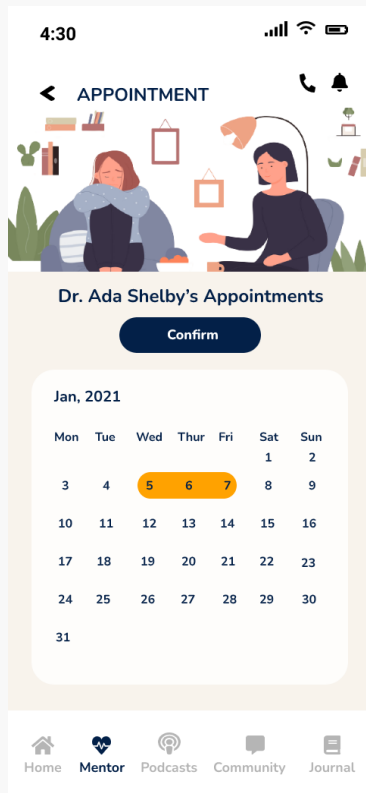 4:30
APPOINTMENT
Dr. Ada Shelby’s Appointments
Confirm
Jan, 2021
Mon Tue Wed Thur Fri Sat Sun
1 2
3 4 5 6 7 8 9
10 11 12 13 14 15 16
17 18 19 20 21 22 23
24 25 26 27 28 29 30
31
Home Mentor Podcasts Community Journal